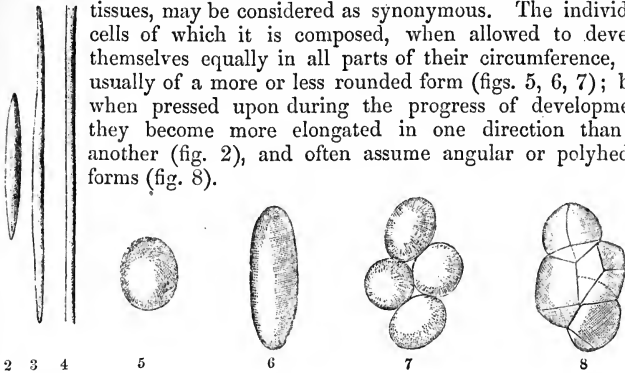 tissues, may be considered as synonymous. The individ
cells of which it is composed, when allowed to deve
themselves equally in all parts of their circumference,
usually of a more or less rounded form (figs. 5, 6, 7); b
when pressed upon during the progress of developme
they become more elongated in one direction than
another (fig. 2), and often assume angular or polyhed
forms (fig. 8).
2 3 4 5 6 7 8